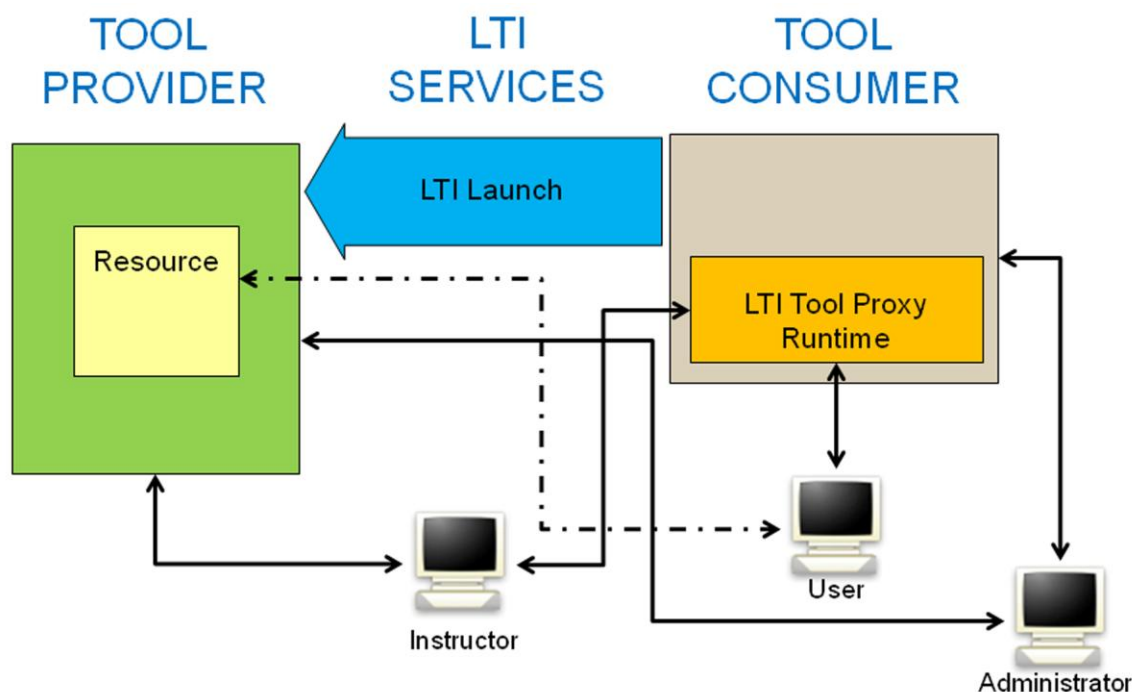 TOOL
PROVIDER
LTI
SERVICES
TOOL
CONSUMER
LTI Launch
Resource
LTI Tool Proxy
Runtime
User
Instructor
Administrator